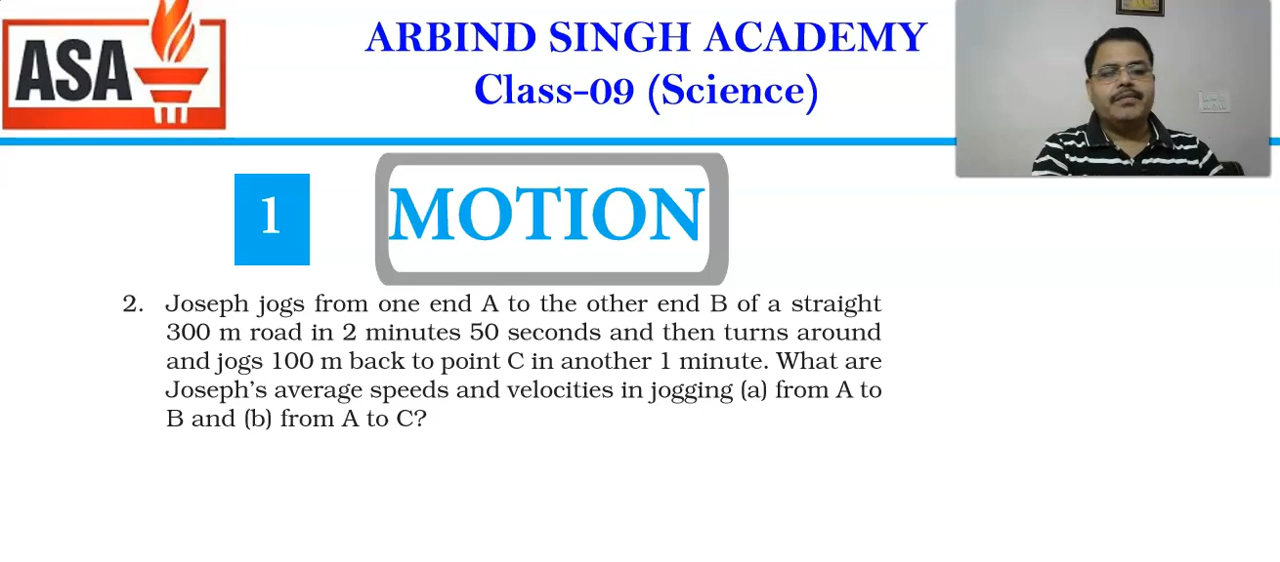 ASA
ARBIND SINGH ACADEMY
Class-09 (Science)
1
MOTION
2. Joseph jogs from one end A to the other end B of a straight
300 m road in 2 minutes 50 seconds and then turns around
and jogs 100 m back to point C in another 1 minute. What are
Joseph's average speeds and velocities in jogging (a) from A to
B and (b) from A to C?